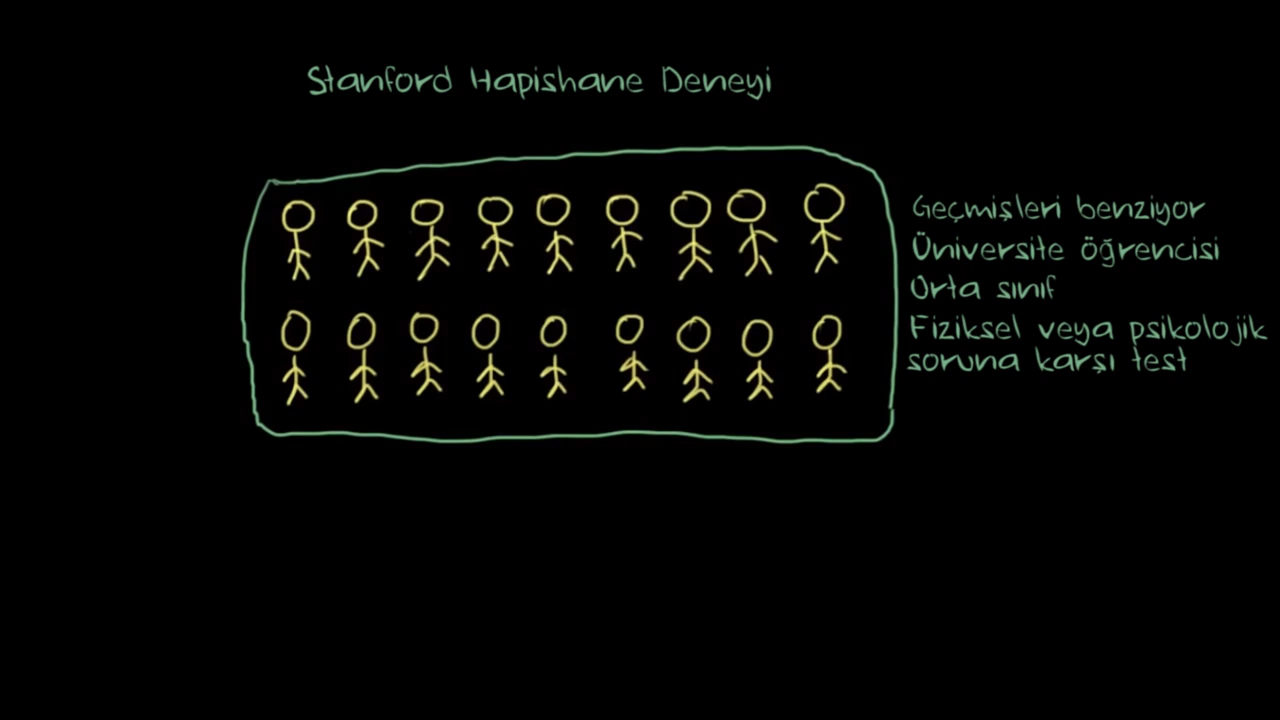 Stanford Hapishane Deneyi
Geçmişleri benziyor
Üniversite öğrencisi
Orta sınıf
Fiziksel veya psikolojik
soruna karşı test